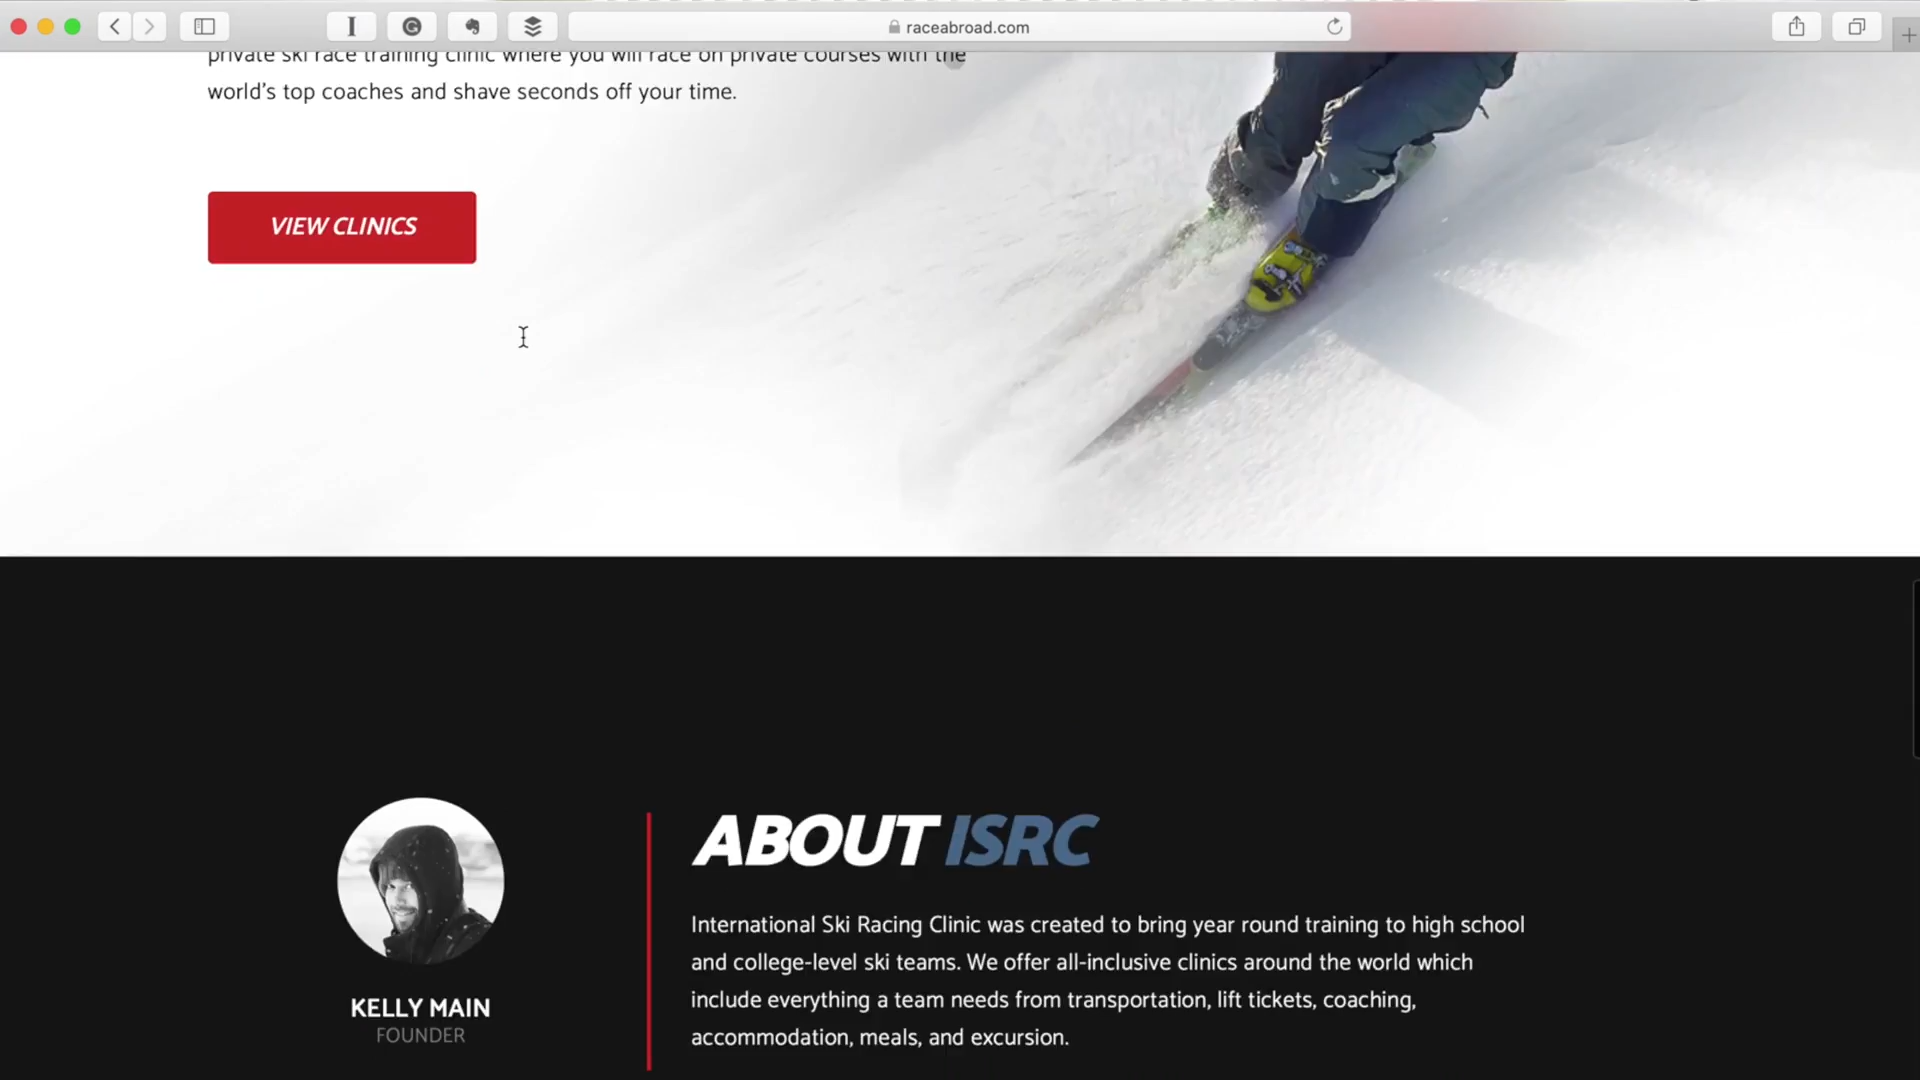 raceabroad.com
private ski race training clinic where you will race on private courses with the
world's top coaches and shave seconds off your time.
VIEW CLINICS
ABOUT ISRC
International Ski Racing Clinic was created to bring year round training to high school
and college-level ski teams. We offer all-inclusive clinics around the world which
include everything a team needs from transportation, lift tickets, coaching,
accommodation, meals, and excursion.
KELLY MAIN
FOUNDER